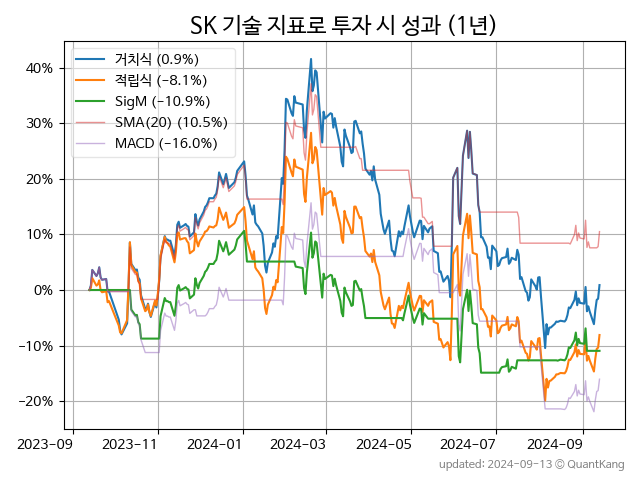 SK 기술 지표로 투자 시 성과 (1년)
거치식 (0.9%)
적립식 (−8.1%)
SigM (−10.9%)
SMA(20) (10.5%)
MACD (−16.0%)
40%
30%
20%
10%
0%
−10%
−20%
2023-09
2023-11
2024-01
2024-03
2024-05
2024-07
2024-09
updated: 2024-09-13 © QuantKang